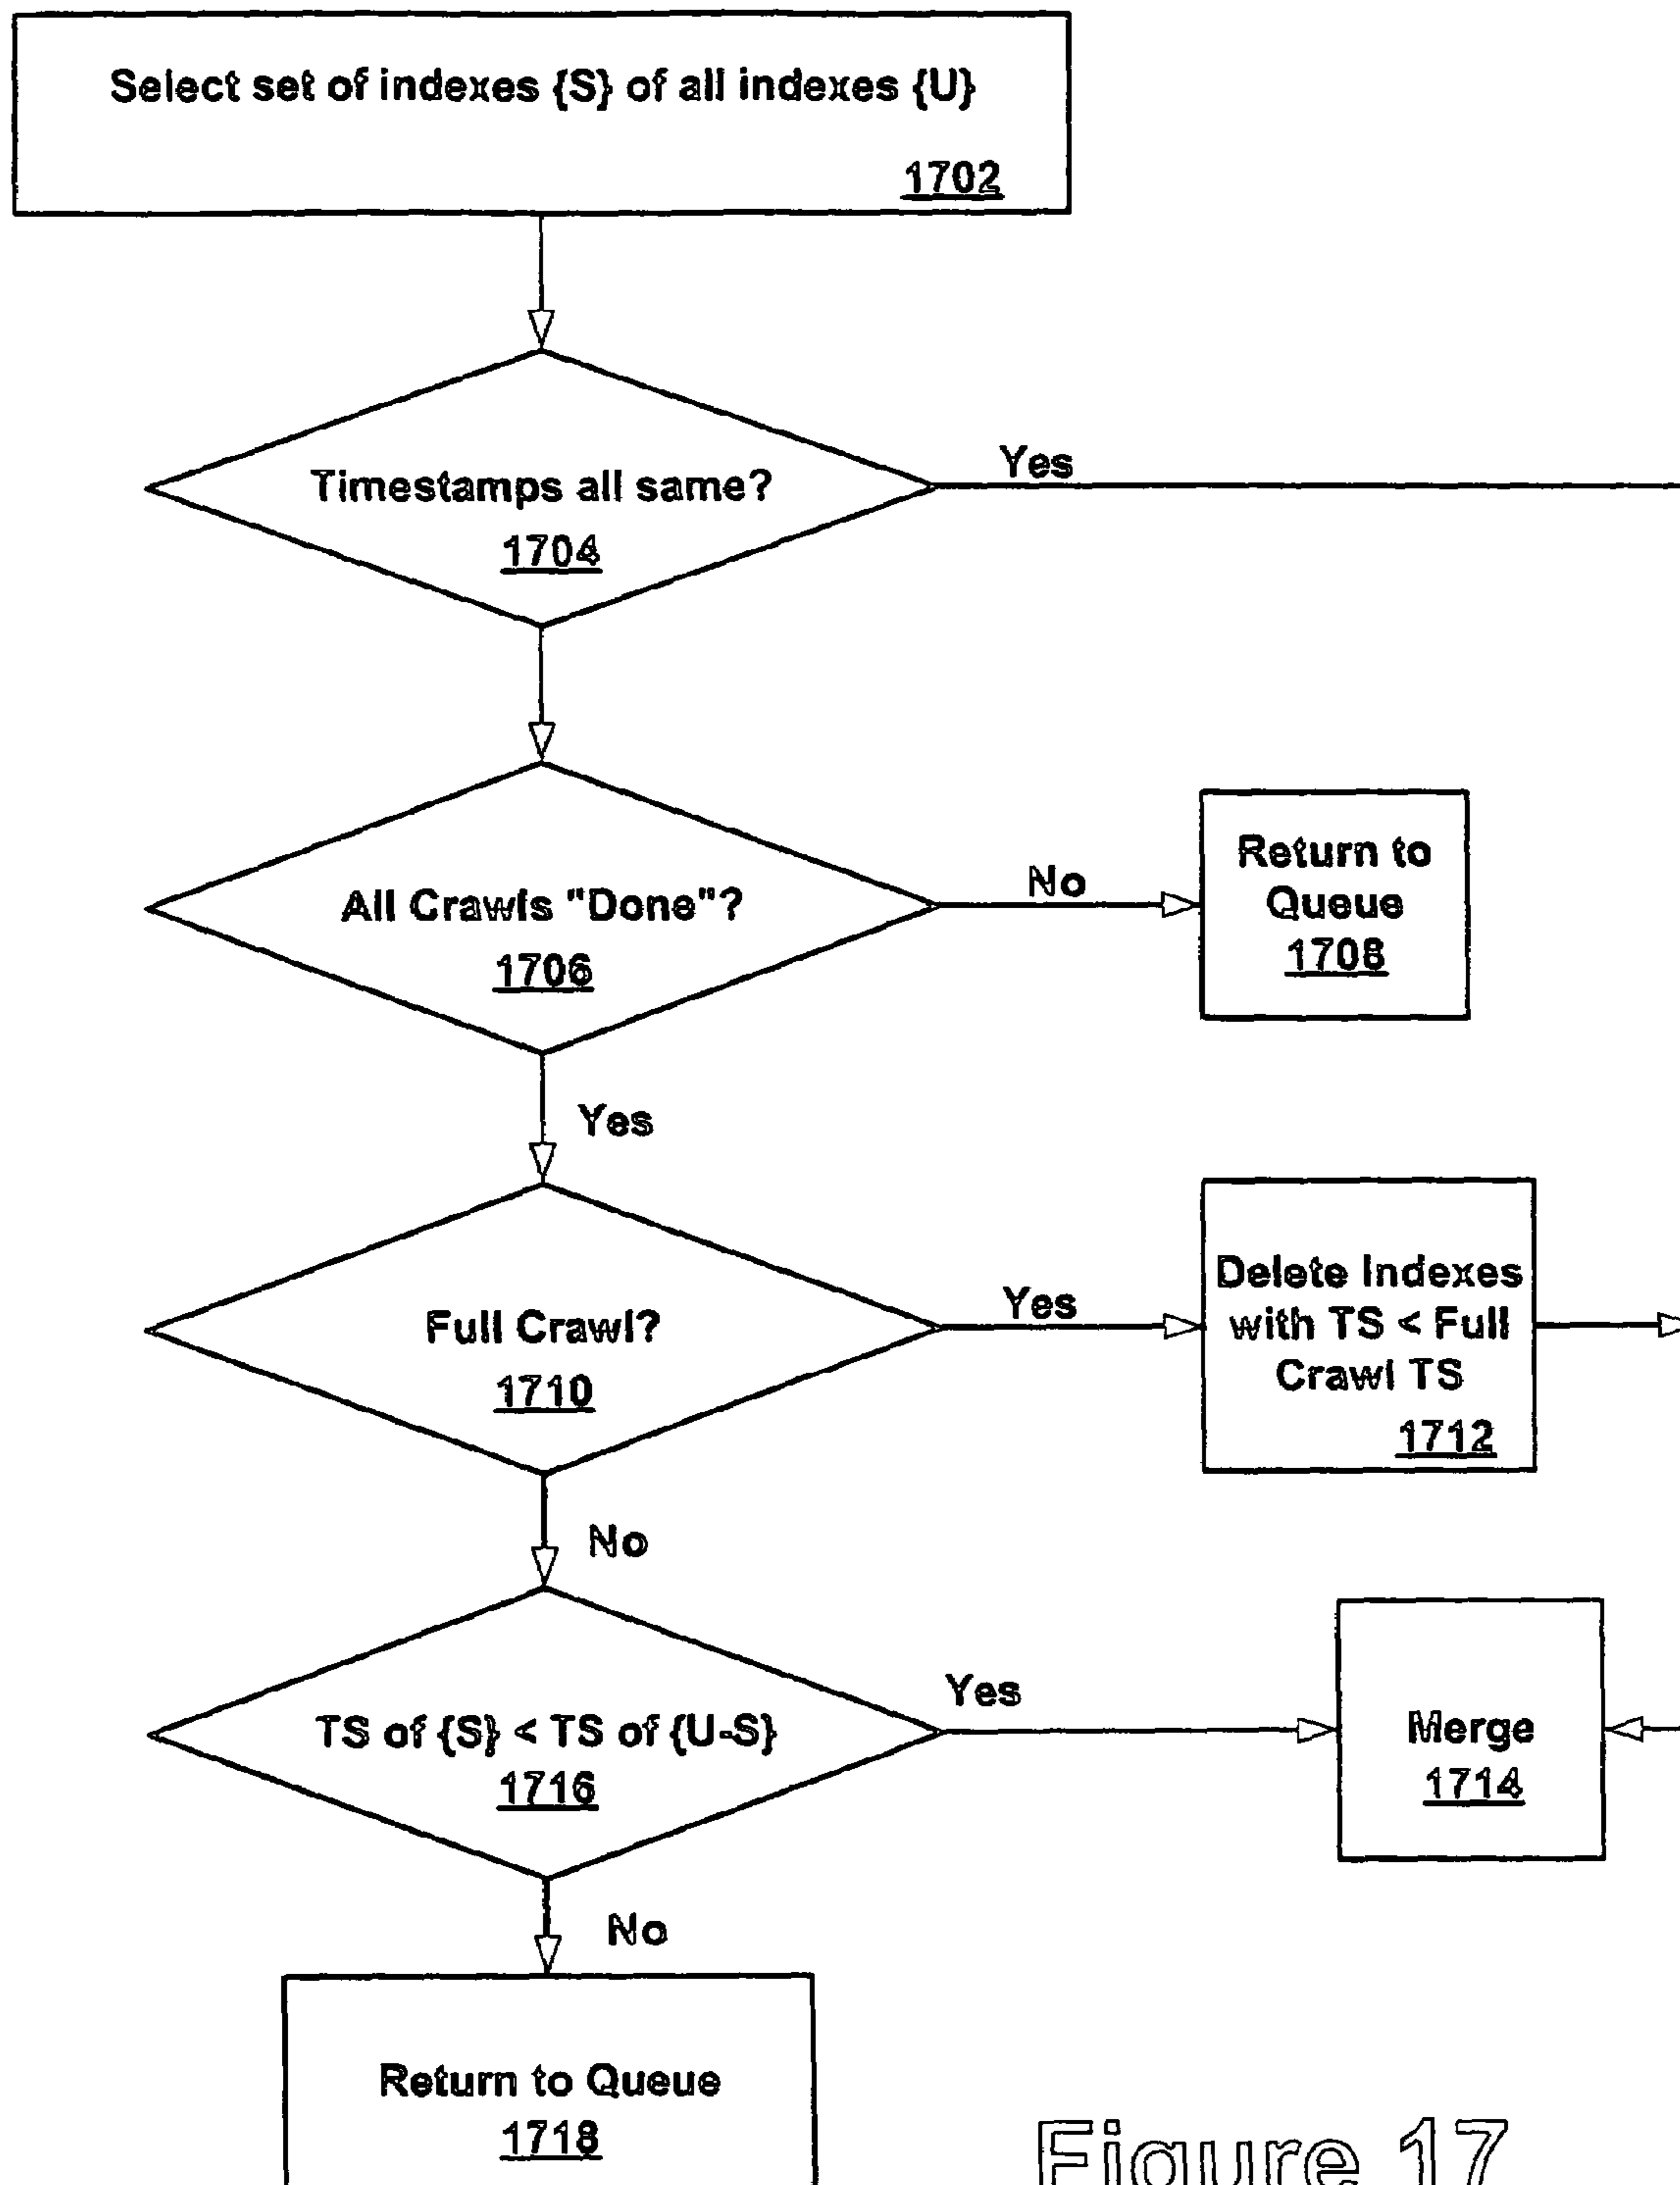 Select set of indexes {S} of all indexes {U}
1702
Timestamps all same?
1704
Yes
All Crawls "Done"?
1706
No
Return to
Queue
1708
Yes
Full Crawl?
1710
Yes
Delete Indexes
with TS < Full
Crawl TS
1712
No
TS of {S} < TS of {U-S}
1716
Yes
Merge
1714
No
Return to Queue
1718
Figure 17